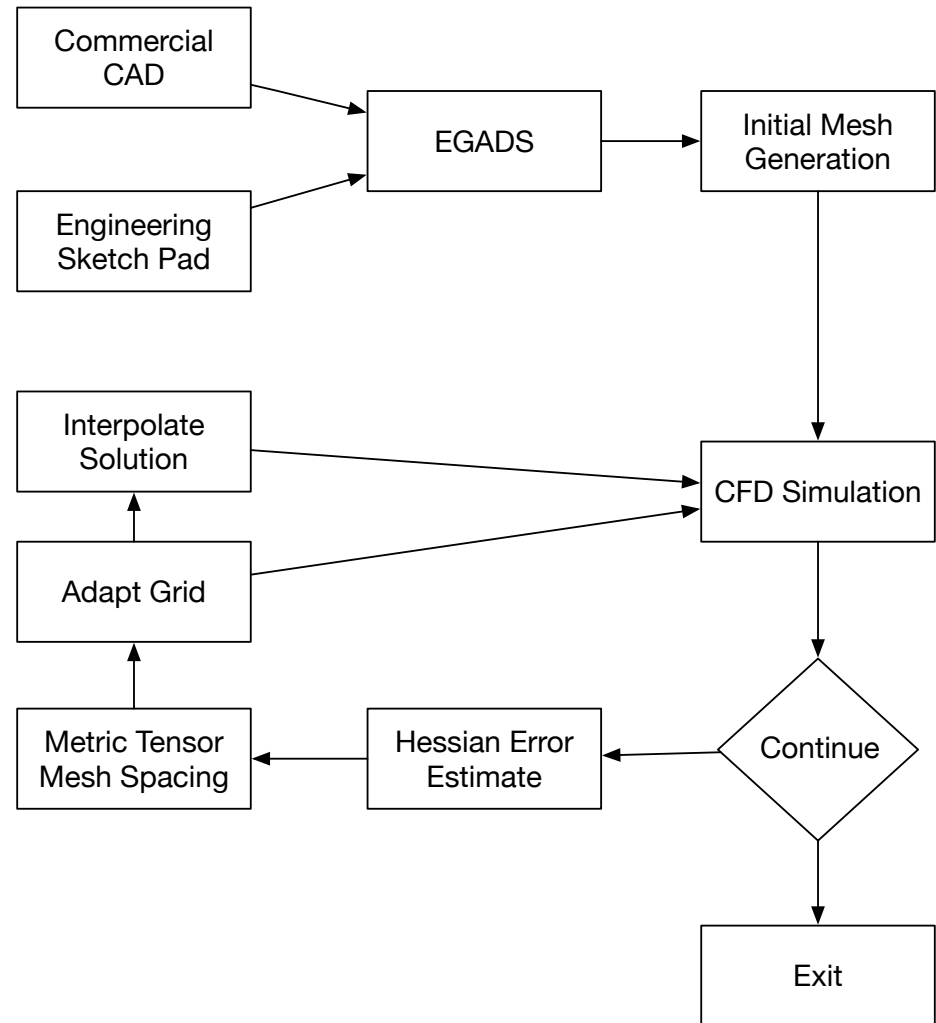 Commercial
CAD
EGADS
Initial Mesh
Generation
Engineering
Sketch Pad
Interpolate
Solution
CFD Simulation
Adapt Grid
Metric Tensor
Mesh Spacing
Hessian Error
Estimate
Continue
Exit